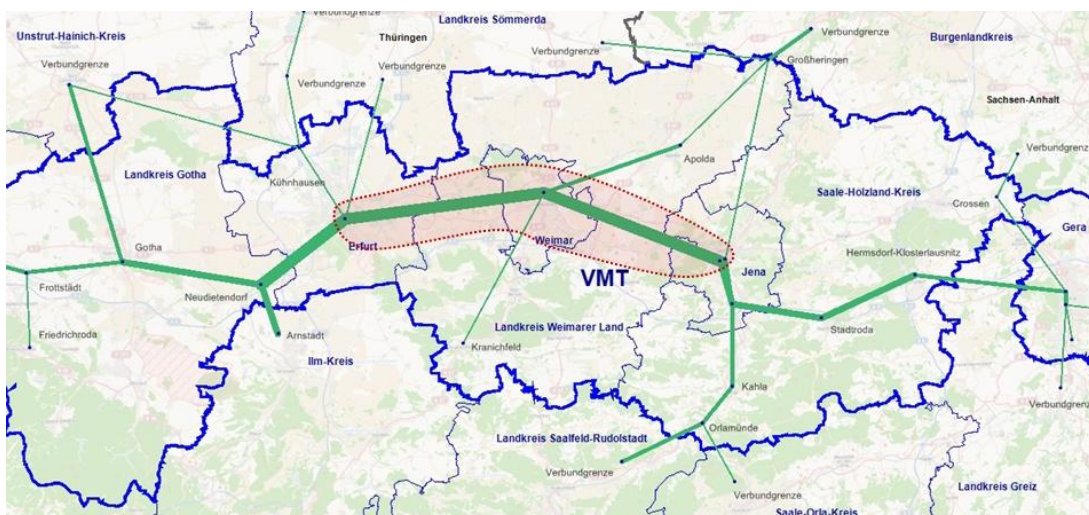 Verbundgrenze
Landkreis Sömmerda
Verbundgrenze
Unstrut-Hainich-Kreis
Thüringen
Verbundgrenze
Burgenlandkreis
Verbundgrenze
Verbundgrenze
Großheringen
Verbundgrenze
Sachsen-Anhalt
Apolda
Verbundgrenze
Landkreis Gotha
Kühnhausen
Saale-Holzland-Kreis
Crossen
Gera
Erfurt
Weimar
Gotha
Hermsdorf-Klosterlausnitz
Jena
VMT
Frottstädt
Neudietendorf
Friedrichroda
Arnstadt
Landkreis Weimarer Land
Stadtroda
Kranichfeld
Ilm-Kreis
Kahla
Verbundgrenze
Orlamünde
Landkreis Saalfeld-Rudolstadt
Verbundgrenze
Landkreis Greiz
Verbundgrenze
Saale-Orla-Kreis